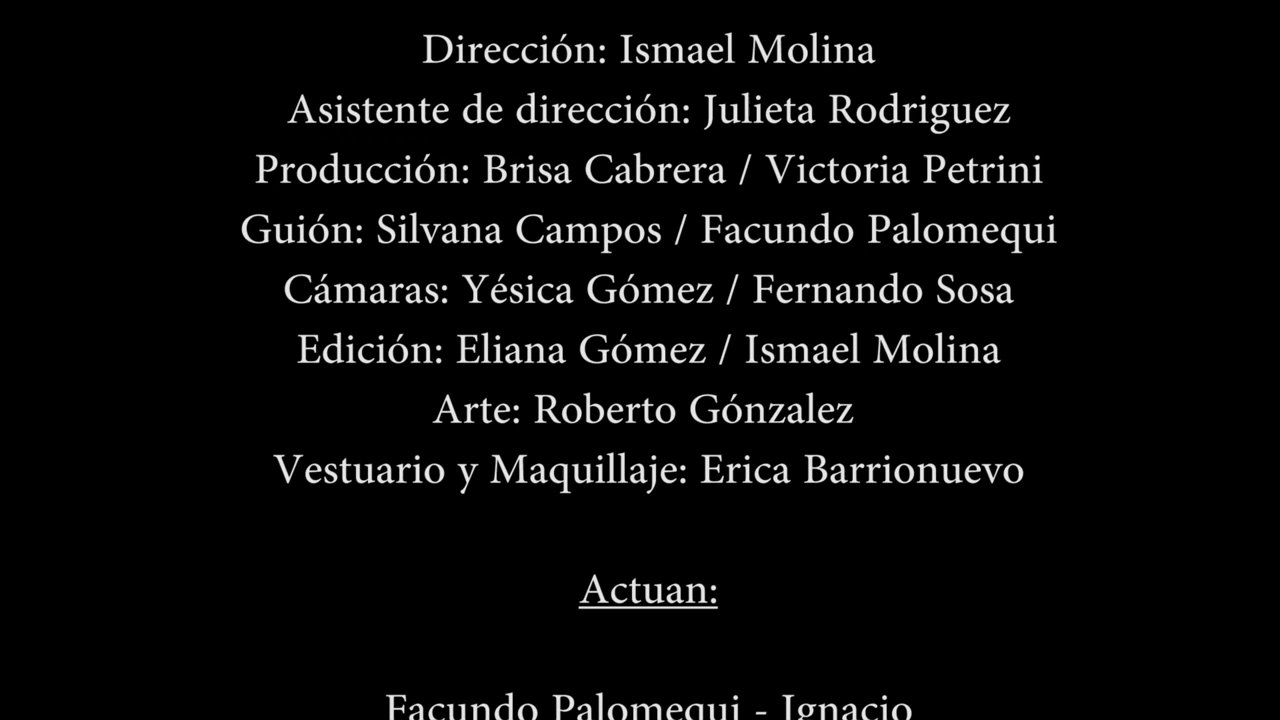 Dirección: Ismael Molina
Asistente de dirección: Julieta Rodriguez
Producción: Brisa Cabrera / Victoria Petrini
Guión: Silvana Campos / Facundo Palomequi
Cámaras: Yésica Gómez / Fernando Sosa
Edición: Eliana Gómez / Ismael Molina
Arte: Roberto Gónzalez
Vestuario y Maquillaje: Erica Barrionuevo
Actuan:
Facundo Palomequi - Ignacio